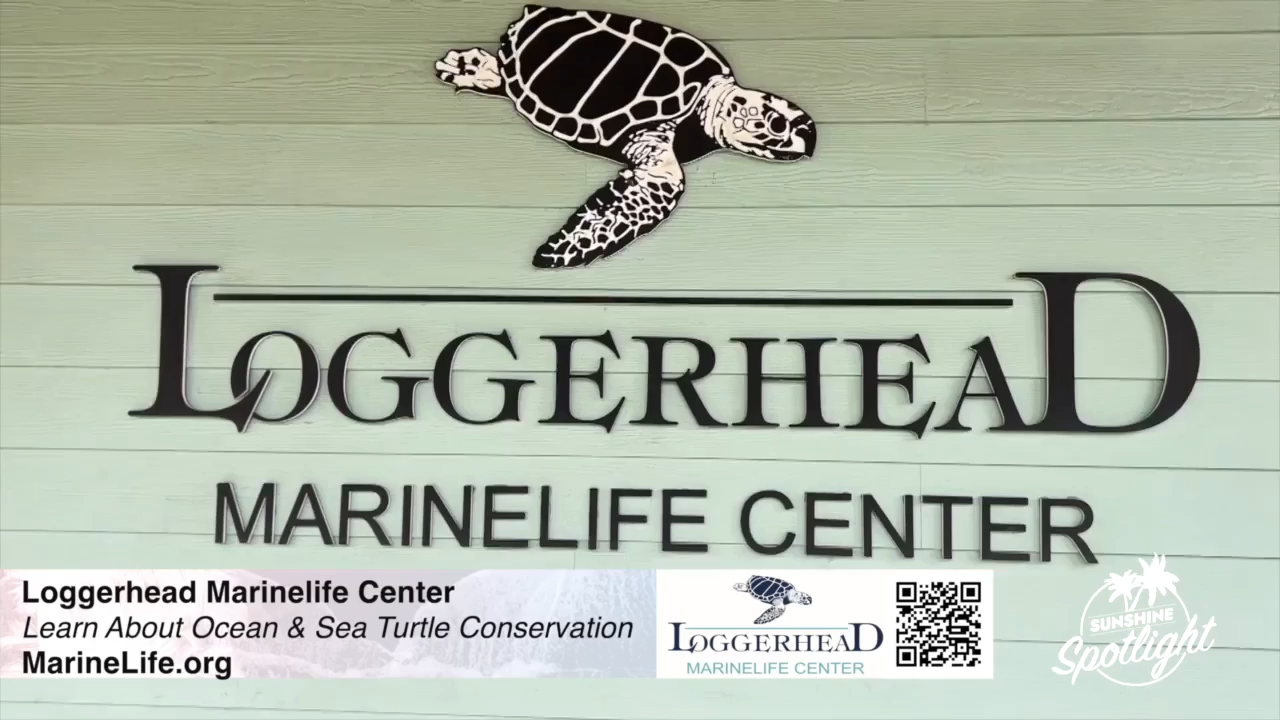 LOGGERHEAD
MARINELIFE CENTER
Loggerhead Marinelife Center
Learn About Ocean & Sea Turtle Conservation
MarineLife.org
LOGGERHEAD
MARINELIFE CENTER
SUNSHINE
Spotlight